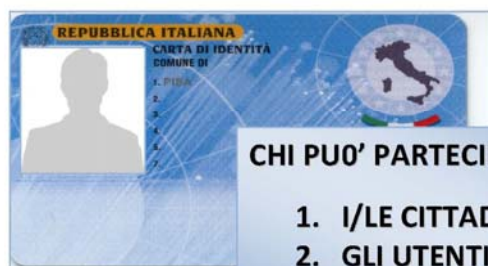 REPUBBLICA ITALIANA
CARTA DI IDENTITÀ
COMUNE DI
1. PISA
2.
3.
4.
5.
6.
7.
CHI PUO' PARTECI
1. I/LE CITTAD
2. GLI UTENTI